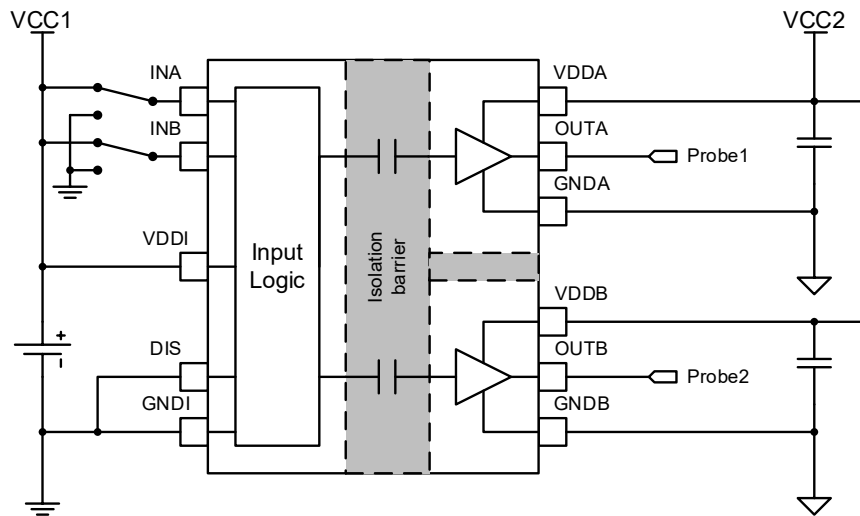 VCC1
VCC2
INA
VDDA
INB
OUTA
Probe1
GNDA
VDDI
Input
Logic
Isolation
barrier
VDDB
+
DIS
OUTB
Probe2
GNDI
GNDB